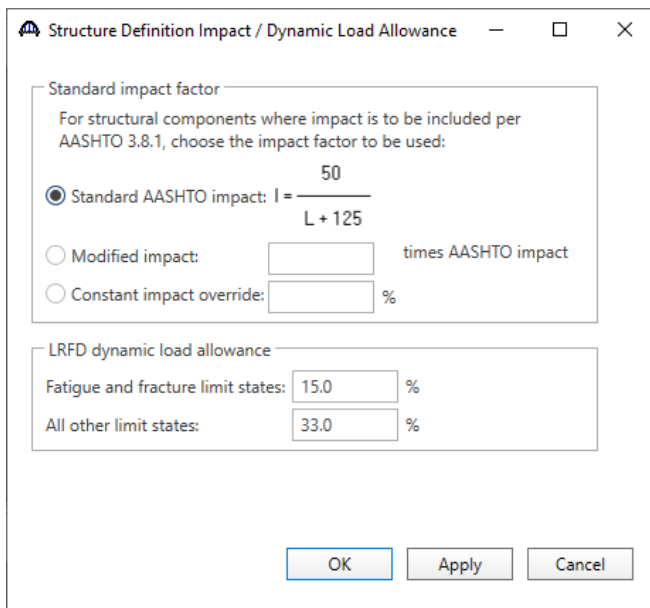 Structure Definition Impact / Dynamic Load Allowance
Standard impact factor
For structural components where impact is to be included per
AASHTO 3.8.1, choose the impact factor to be used:
Standard AASHTO impact: I = 50
L + 125
Modified impact: times AASHTO impact
Constant impact override: %
LRFD dynamic load allowance
Fatigue and fracture limit states: 15.0 %
All other limit states: 33.0 %
OK Apply Cancel